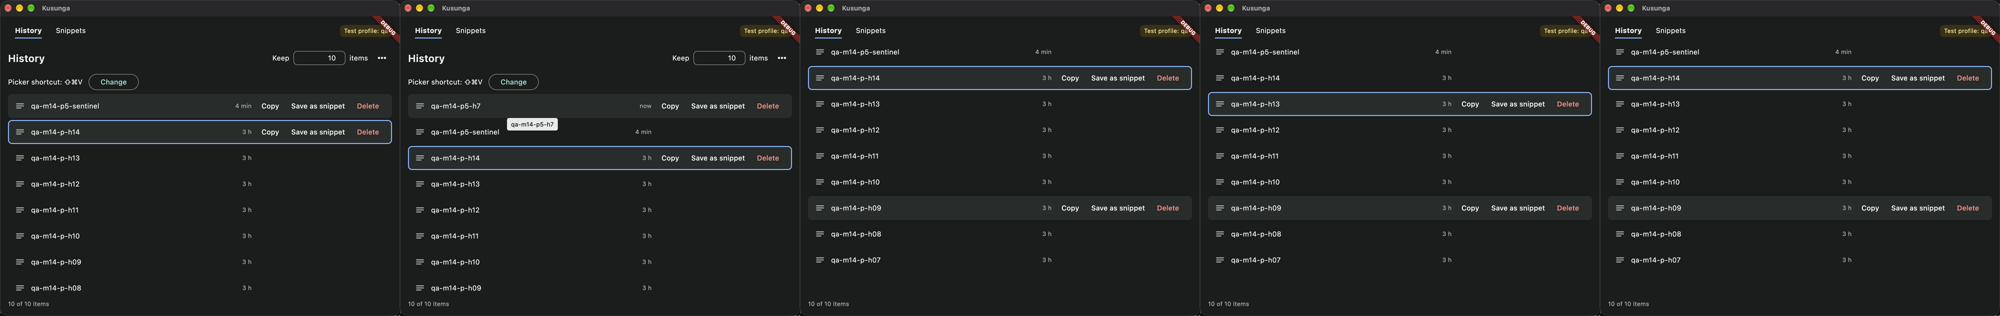 Kusunga
DEBUG
History Snippets Test profile: qa
History Keep 10 items •••
Picker shortcut: ⇧⌘V Change
qa-m14-p5-sentinel 4 min Copy Save as snippet Delete
qa-m14-p-h14 3 h Copy Save as snippet Delete
qa-m14-p-h13 3 h
qa-m14-p-h12 3 h
qa-m14-p-h11 3 h
qa-m14-p-h10 3 h
qa-m14-p-h09 3 h
qa-m14-p-h08 3 h
10 of 10 items
Kusunga
DEBUG
History Snippets Test profile: qa
History Keep 10 items •••
Picker shortcut: ⇧⌘V Change
qa-m14-p5-h7 now Copy Save as snippet Delete
qa-m14-p5-h7
qa-m14-p5-sentinel 4 min
qa-m14-p-h14 3 h Copy Save as snippet Delete
qa-m14-p-h13 3 h
qa-m14-p-h12 3 h
qa-m14-p-h11 3 h
qa-m14-p-h10 3 h
qa-m14-p-h09 3 h
10 of 10 items
Kusunga
DEBUG
History Snippets Test profile: qa
qa-m14-p5-sentinel 4 min
qa-m14-p-h14 3 h Copy Save as snippet Delete
qa-m14-p-h13 3 h
qa-m14-p-h12 3 h
qa-m14-p-h11 3 h
qa-m14-p-h10 3 h
qa-m14-p-h09 3 h Copy Save as snippet Delete
qa-m14-p-h08 3 h
qa-m14-p-h07 3 h
10 of 10 items
Kusunga
DEBUG
History Snippets Test profile: qa
qa-m14-p5-sentinel 4 min
qa-m14-p-h14 3 h
qa-m14-p-h13 3 h Copy Save as snippet Delete
qa-m14-p-h12 3 h
qa-m14-p-h11 3 h
qa-m14-p-h10 3 h
qa-m14-p-h09 3 h Copy Save as snippet Delete
qa-m14-p-h08 3 h
qa-m14-p-h07 3 h
10 of 10 items
Kusunga
DEBUG
History Snippets Test profile: qa
qa-m14-p5-sentinel 4 min
qa-m14-p-h14 3 h Copy Save as snippet Delete
qa-m14-p-h13 3 h
qa-m14-p-h12 3 h
qa-m14-p-h11 3 h
qa-m14-p-h10 3 h
qa-m14-p-h09 3 h Copy Save as snippet Delete
qa-m14-p-h08 3 h
qa-m14-p-h07 3 h
10 of 10 items